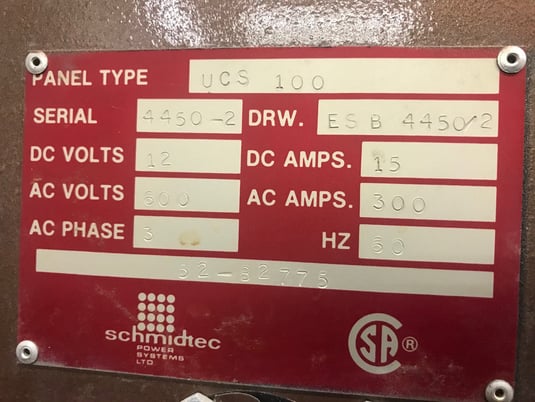 PANEL TYPE UCS 100
SERIAL 4450-2 DRW. ESB 4450/2
DC VOLTS 12 DC AMPS. 15
AC VOLTS 600 AC AMPS. 300
AC PHASE 3 HZ 60
52-82775
schmidtec
POWER
SYSTEMS
LTD
CSA ®